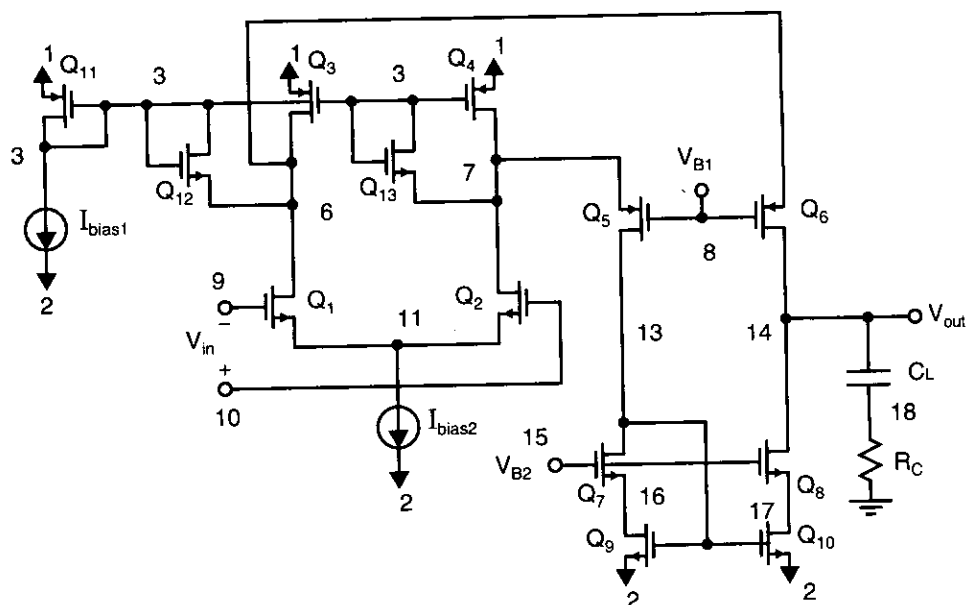 1
Q11
3
1
Q3
3
Q4
1
3
Q12
Q13
7
VB1
Ibias1
6
Q5
8
Q6
2
9
Q1
Q2
−
Vin
11
13
14
Vout
+
10
CL
18
Ibias2
15
VB2
RC
2
Q7
16
Q8
Q9
17
Q10
2
2